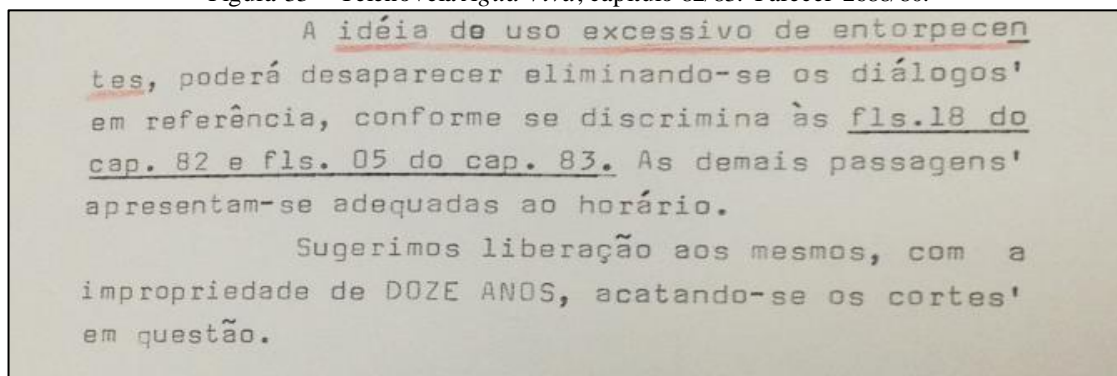 A idéia de uso excessivo de entorpecen
tes, poderá desaparecer eliminando-se os diálogos'
em referência, conforme se discrimina às fls.18 do
cap. 82 e fls. 05 do cap. 83. As demais passagens'
apresentam-se adequadas ao horário.
Sugerimos liberação aos mesmos, com a
impropriedade de DOZE ANOS, acatando-se os cortes'
em questão.